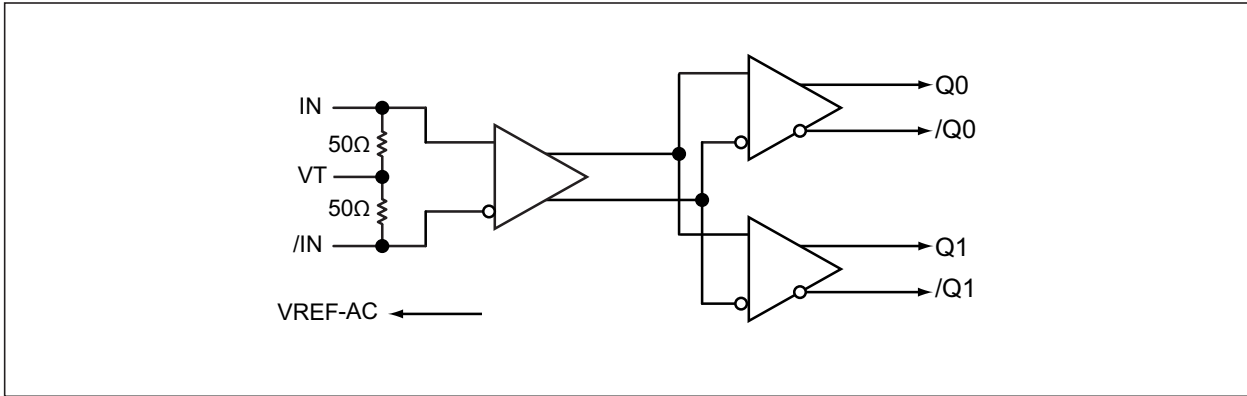 IN
50Ω
VT
50Ω
/IN
VREF-AC
Q0
/Q0
Q1
/Q1